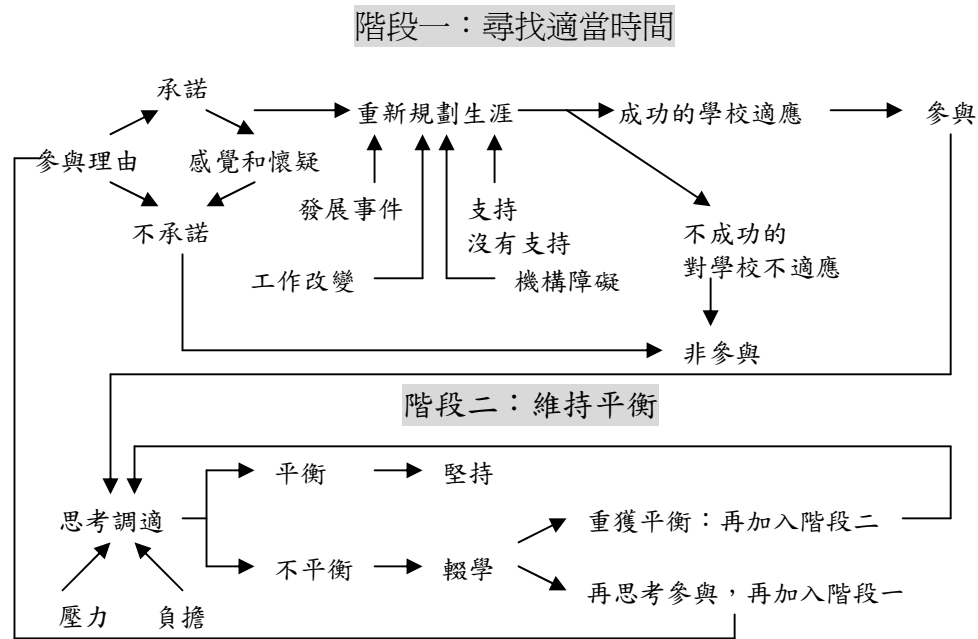 階段一：尋找適當時間
承諾
重新規劃生涯
成功的學校適應
參與
參與理由
感覺和懷疑
發展事件
支持
沒有支持
不承諾
不成功的
對學校不適應
工作改變
機構障礙
非參與
階段二：維持平衡
平衡
堅持
思考調適
重獲平衡：再加入階段二
不平衡
輟學
再思考參與，再加入階段一
壓力
負擔